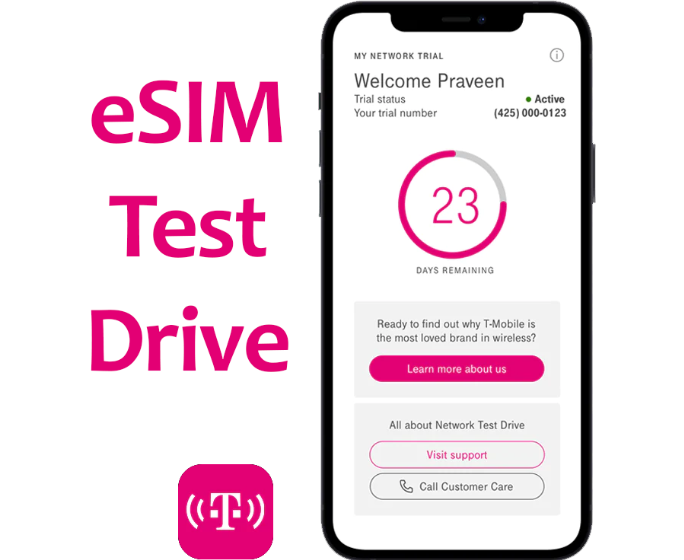 eSIM
Test
Drive
T
MY NETWORK TRIAL
Welcome Praveen
Trial status Active
Your trial number (425) 000-0123
23
DAYS REMAINING
Ready to find out why T-Mobile is
the most loved brand in wireless?
Learn more about us
All about Network Test Drive
Visit support
Call Customer Care